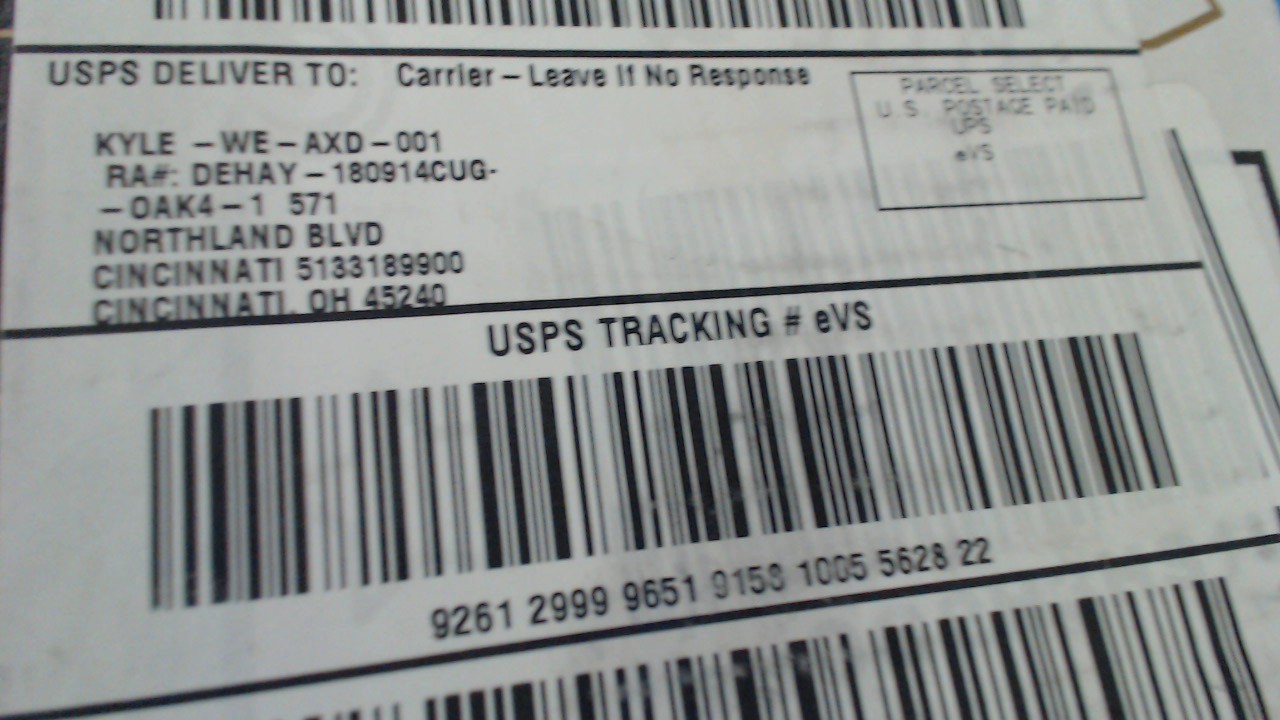 USPS DELIVER TO: Carrier – Leave If No Response
PARCEL SELECT
U.S. POSTAGE PAID
UPS
eVS
KYLE –WE–AXD–001
RA#: DEHAY–180914CUG-
–OAK4–1 571
NORTHLAND BLVD
CINCINNATI 5133189900
CINCINNATI, OH 45240
USPS TRACKING # eVS
9261 2999 9651 9158 1005 5628 22